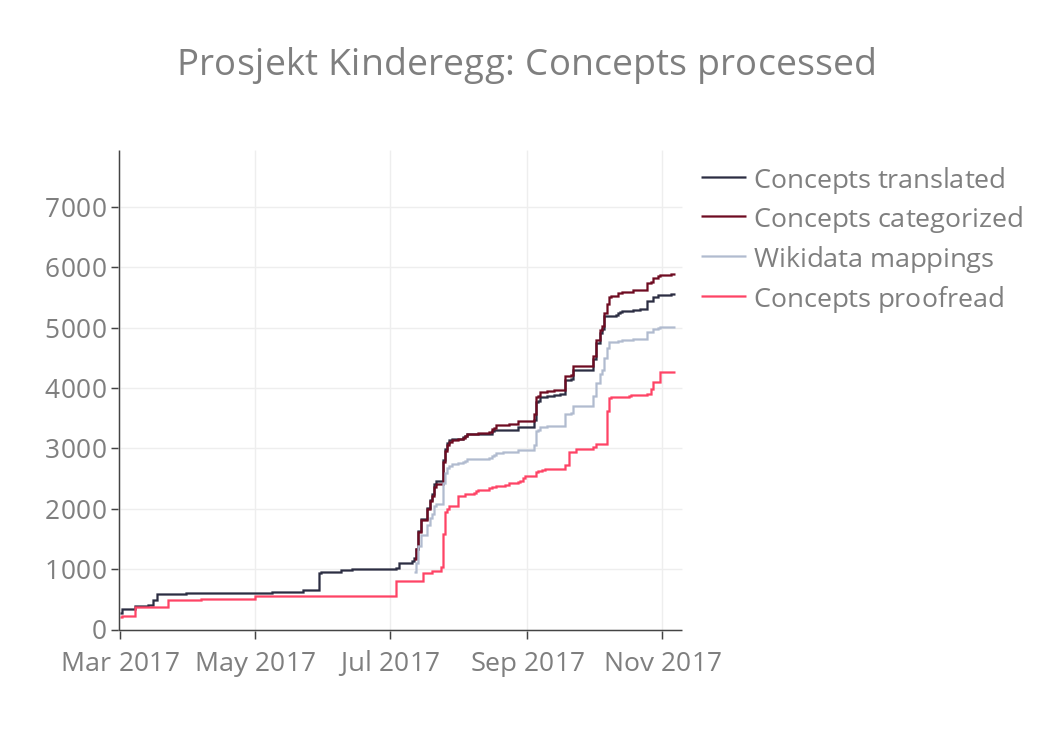 Prosjekt Kinderegg: Concepts processed
Concepts translated
Concepts categorized
Wikidata mappings
Concepts proofread
7000
6000
5000
4000
3000
2000
1000
0
Mar 2017 May 2017 Jul 2017 Sep 2017 Nov 2017